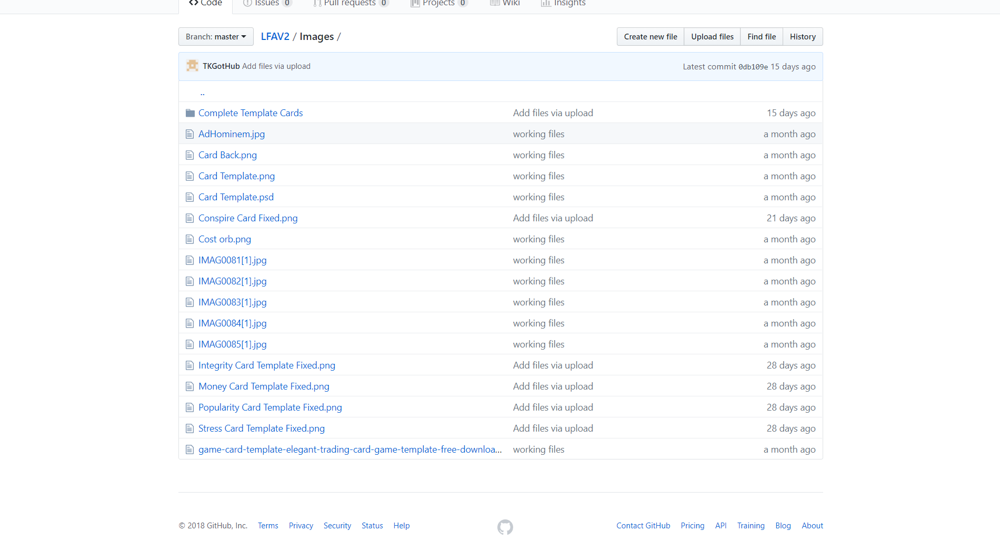 Code Issues 0 Pull requests 0 Projects 0 Wiki Insights
Branch: master LFAV2 / Images / Create new file Upload files Find file History
TKGotHub Add files via upload Latest commit 0db109e 15 days ago
..
Complete Template Cards Add files via upload 15 days ago
AdHominem.jpg working files a month ago
Card Back.png working files a month ago
Card Template.png working files a month ago
Card Template.psd working files a month ago
Conspire Card Fixed.png Add files via upload 21 days ago
Cost orb.png working files a month ago
IMAG0081[1].jpg working files a month ago
IMAG0082[1].jpg working files a month ago
IMAG0083[1].jpg working files a month ago
IMAG0084[1].jpg working files a month ago
IMAG0085[1].jpg working files a month ago
Integrity Card Template Fixed.png Add files via upload 28 days ago
Money Card Template Fixed.png Add files via upload 28 days ago
Popularity Card Template Fixed.png Add files via upload 28 days ago
Stress Card Template Fixed.png Add files via upload 28 days ago
game-card-template-elegant-trading-card-game-template-free-downloa... working files a month ago
© 2018 GitHub, Inc. Terms Privacy Security Status Help Contact GitHub Pricing API Training Blog About